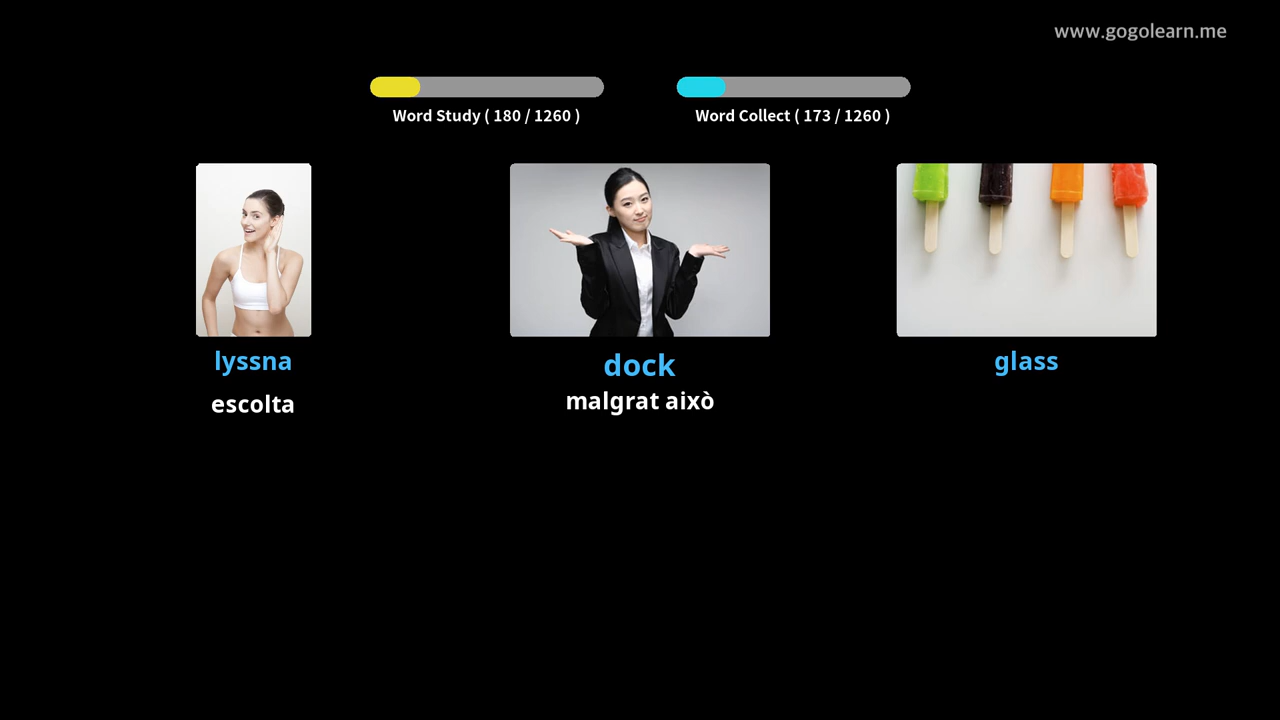 www.gogolearn.me
Word Study ( 180 / 1260 )
Word Collect ( 173 / 1260 )
lyssna
escolta
dock
malgrat això
glass